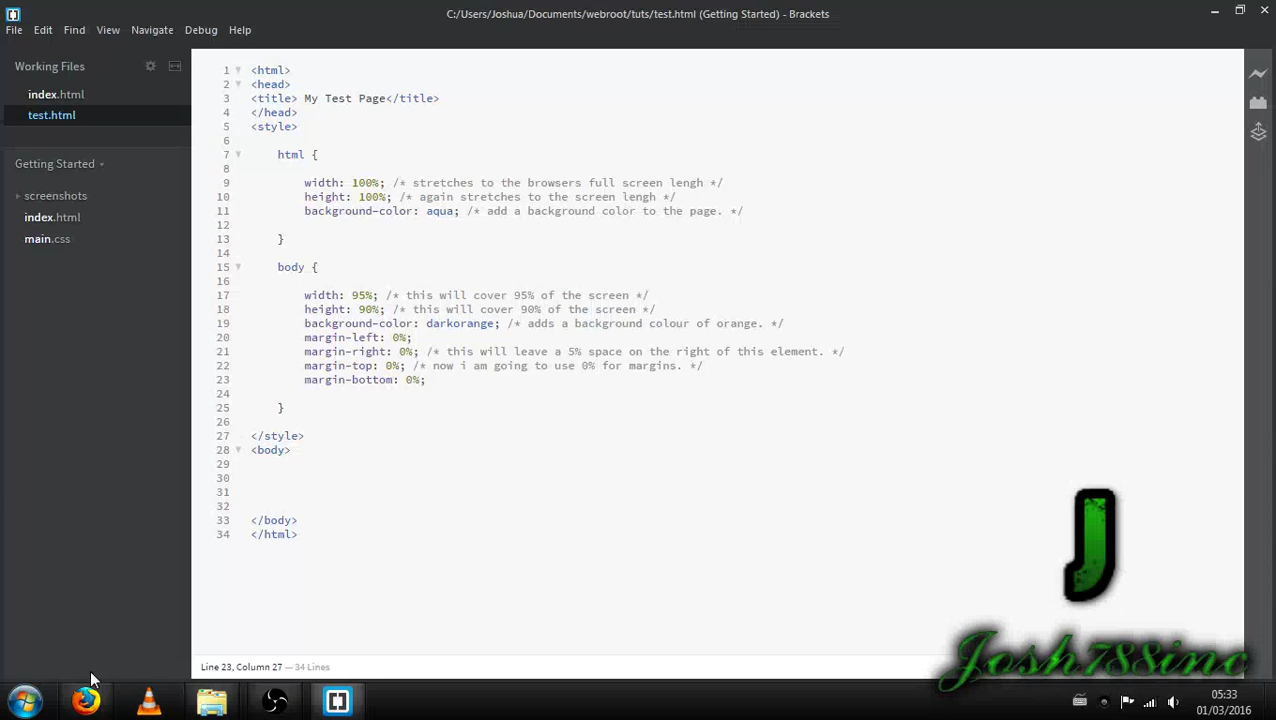 C:/Users/Joshua/Documents/webroot/tuts/test.html (Getting Started) - Brackets
File Edit Find View Navigate Debug Help
Working Files
index.html
test.html
Getting Started
screenshots
index.html
main.css
1 <html>
2 <head>
3 <title> My Test Page</title>
4 </head>
5 <style>
6
7 html {
8
9 width: 100%; /* stretches to the browsers full screen lengh */
10 height: 100%; /* again stretches to the screen lengh */
11 background-color: aqua; /* add a background color to the page. */
12
13 }
14
15 body {
16
17 width: 95%; /* this will cover 95% of the screen */
18 height: 90%; /* this will cover 90% of the screen */
19 background-color: darkorange; /* adds a background colour of orange. */
20 margin-left: 0%;
21 margin-right: 0%; /* this will leave a 5% space on the right of this element. */
22 margin-top: 0%; /* now i am going to use 0% for margins. */
23 margin-bottom: 0%;
24
25 }
26
27 </style>
28 <body>
29
30
31
32
33 </body>
34 </html>
Line 23, Column 27 — 34 Lines
J
Josh788inc
05:33
01/03/2016